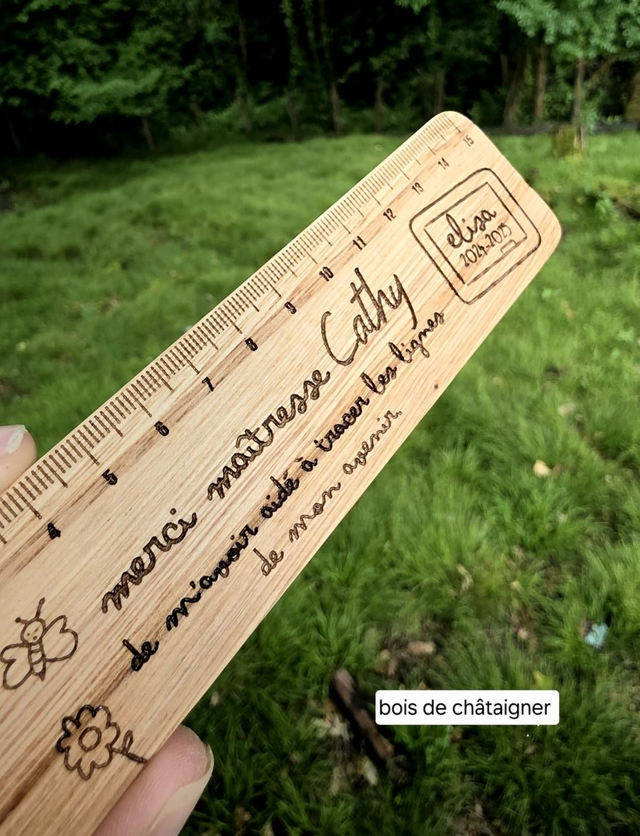 4 5 6 7 8 9 10 11 12 13 14 15
elisa
2024-2025
merci maîtresse Cathy
de m'avoir aidé à tracer les lignes
de mon avenir.
bois de châtaigner